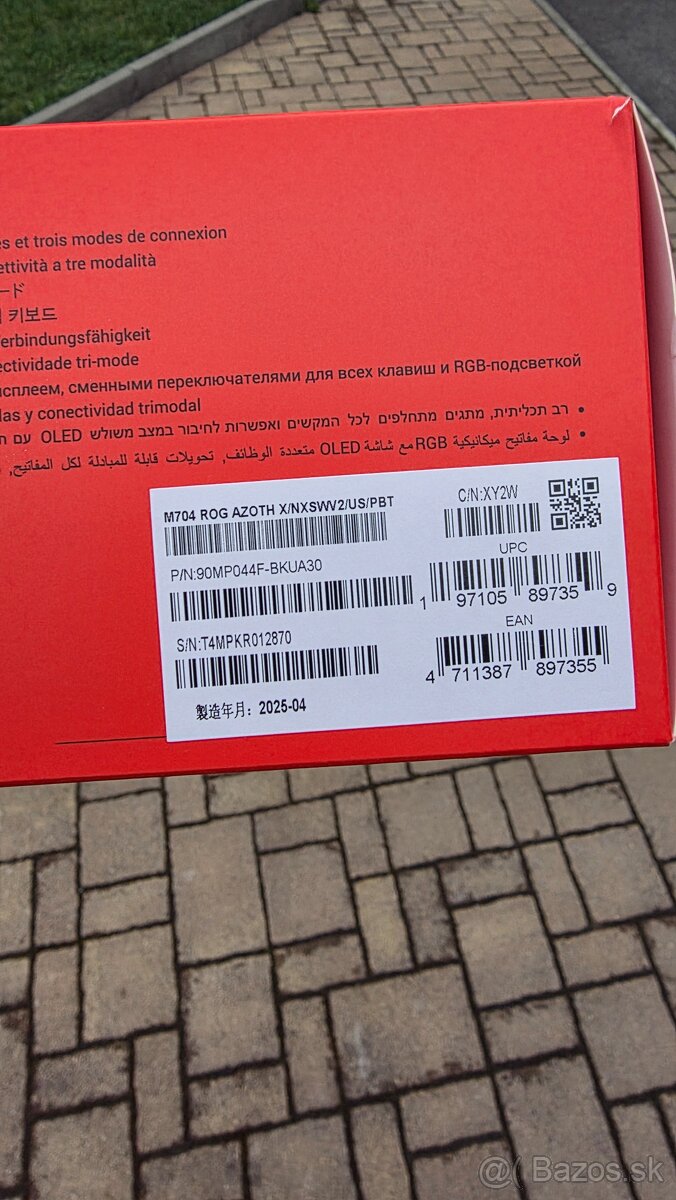 es et trois modes de connexion
ettività a tre modalità
ード
키보드
Verbindungsfähigkeit
ectividade tri-mode
исплеем, сменными переключателями для всех клавиш и RGB-подсветкой
das y conectividad trimodal
• רב תכליתית, מתגים מתחלפים לכל המקשים ואפשרות לחיבור במצב משולש OLED עם
• لوحة مفاتيح ميكانيكية RGB مع شاشة OLED متعددة الوظائف, تحويلات قابلة للمبادلة لكل المفاتيح,
M704 ROG AZOTH X/NXSWV2/US/PBT
C/N:XY2W
P/N:90MP044F-BKUA30
UPC
1 97105 89735 9
S/N:T4MPKR012870
EAN
4 711387 897355
製造年月：2025-04
@( Bazos.sk